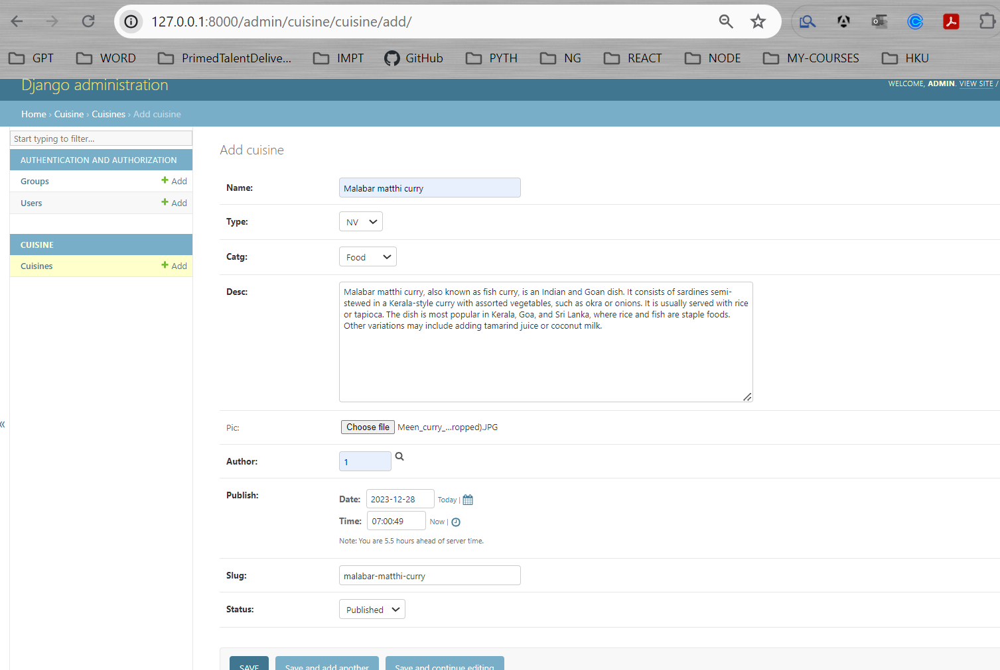 127.0.0.1:8000/admin/cuisine/cuisine/add/
GPT WORD PrimedTalentDelive... IMPT GitHub PYTH NG REACT NODE MY-COURSES HKU
Django administration
WELCOME, ADMIN. VIEW SITE /
Home › Cuisine › Cuisines › Add cuisine
Start typing to filter...
AUTHENTICATION AND AUTHORIZATION
Groups + Add
Users + Add
CUISINE
Cuisines + Add
«
Add cuisine
Name: Malabar matthi curry
Type: NV
Catg: Food
Desc: Malabar matthi curry, also known as fish curry, is an Indian and Goan dish. It consists of sardines semi-
stewed in a Kerala-style curry with assorted vegetables, such as okra or onions. It is usually served with rice
or tapioca. The dish is most popular in Kerala, Goa, and Sri Lanka, where rice and fish are staple foods.
Other variations may include adding tamarind juice or coconut milk.
Pic: Choose file Meen_curry_...ropped).JPG
Author: 1
Publish:
Date: 2023-12-28 Today |
Time: 07:00:49 Now |
Note: You are 5.5 hours ahead of server time.
Slug: malabar-matthi-curry
Status: Published
SAVE Save and add another Save and continue editing